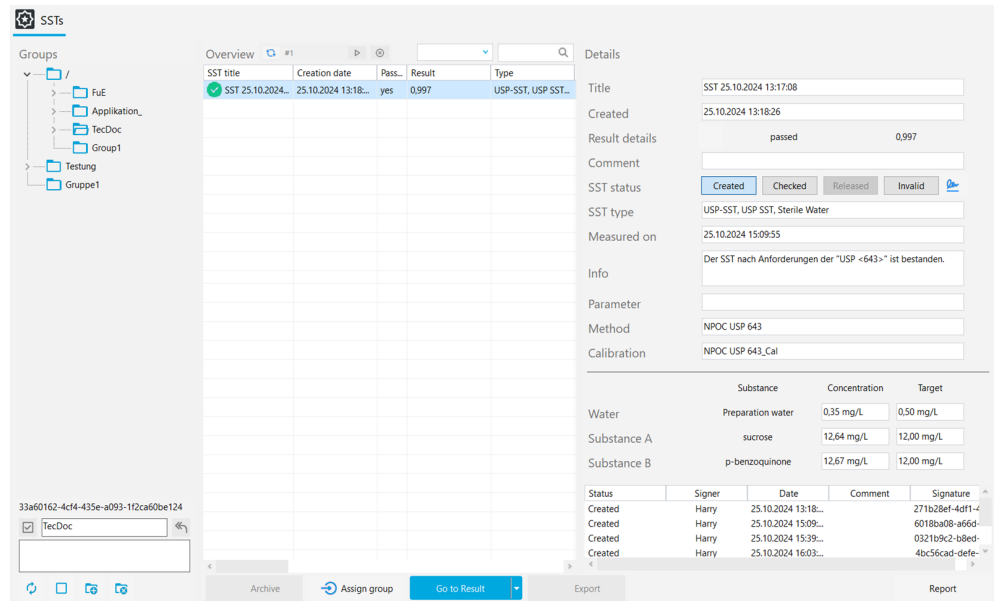 SSTs
Groups
/
FuE
Applikation_
TecDoc
Group1
Testung
Gruppe1
33a60162-4cf4-435e-a093-1f2ca60be124
TecDoc
Overview #1
SST title Creation date Pass... Result Type
SST 25.10.2024... 25.10.2024 13:18:... yes 0,997 USP-SST, USP SST...
Archive Assign group Go to Result Export
Details
Title SST 25.10.2024 13:17:08
Created 25.10.2024 13:18:26
Result details passed 0,997
Comment
SST status Created Checked Released Invalid
SST type USP-SST, USP SST, Sterile Water
Measured on 25.10.2024 15:09:55
Info Der SST nach Anforderungen der "USP <643>" ist bestanden.
Parameter
Method NPOC USP 643
Calibration NPOC USP 643_Cal
Substance Concentration Target
Water Preparation water 0,35 mg/L 0,50 mg/L
Substance A sucrose 12,64 mg/L 12,00 mg/L
Substance B p-benzoquinone 12,67 mg/L 12,00 mg/L
Status Signer Date Comment Signature
Created Harry 25.10.2024 13:18:... 271b28ef-4df1-4
Created Harry 25.10.2024 15:09:... 6018ba08-a66d-
Created Harry 25.10.2024 15:39:... 0321b9c2-b8ed-
Created Harry 25.10.2024 16:03:... 4bc56cad-defe-
Report